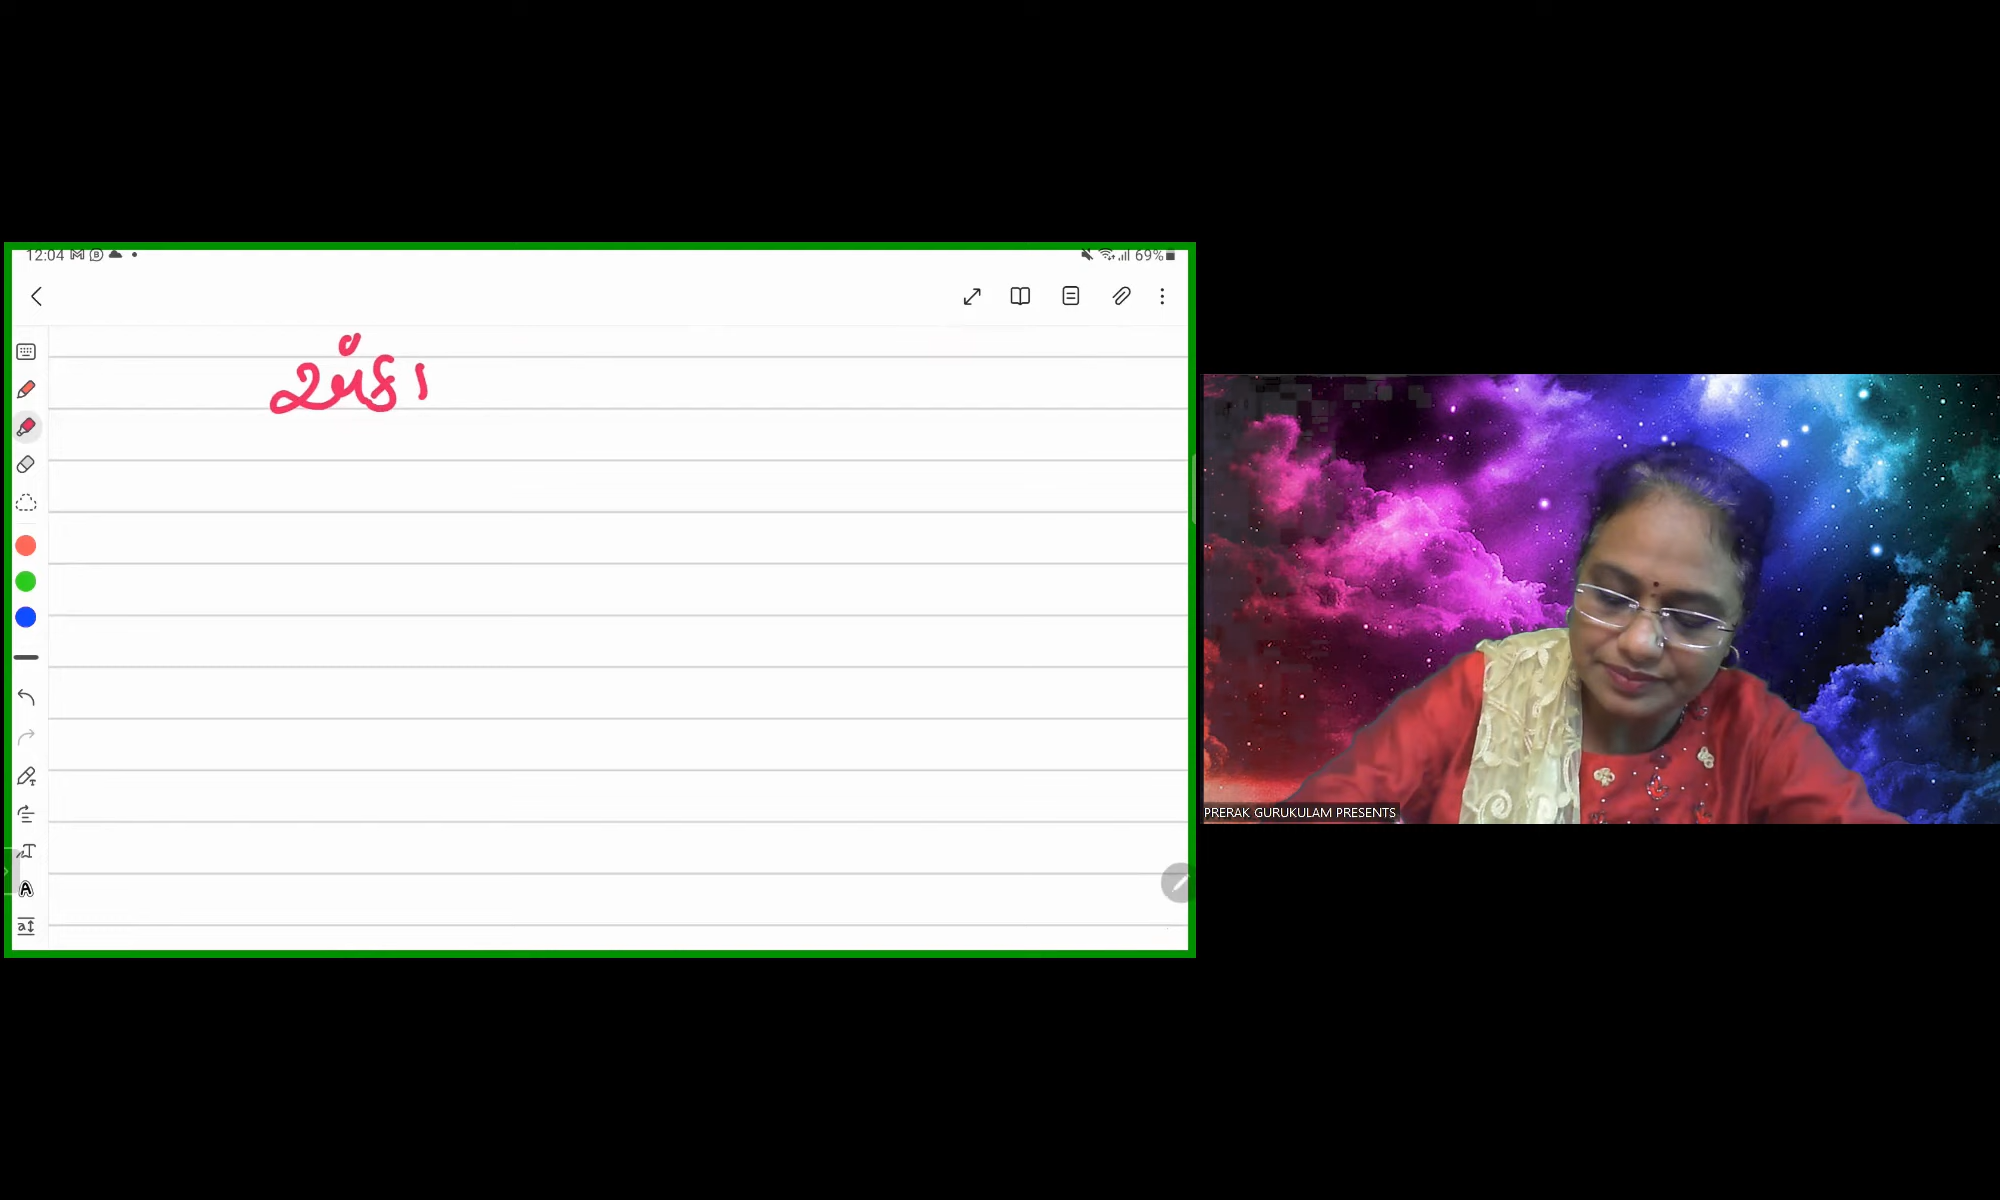 12:04
69%
અંક ।
PRERAK GURUKULAM PRESENTS